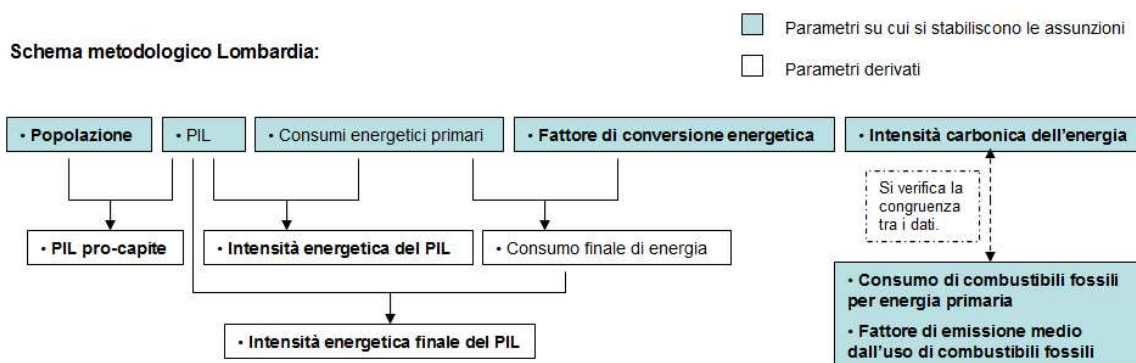 Parametri su cui si stabiliscono le assunzioni
Schema metodologico Lombardia:
Parametri derivati
• Popolazione
• PIL
• Consumi energetici primari
• Fattore di conversione energetica
• Intensità carbonica dell'energia
Si verifica la
congruenza
tra i dati.
• PIL pro-capite
• Intensità energetica del PIL
• Consumo finale di energia
• Consumo di combustibili fossili
per energia primaria
• Fattore di emissione medio
dall'uso di combustibili fossili
• Intensità energetica finale del PIL